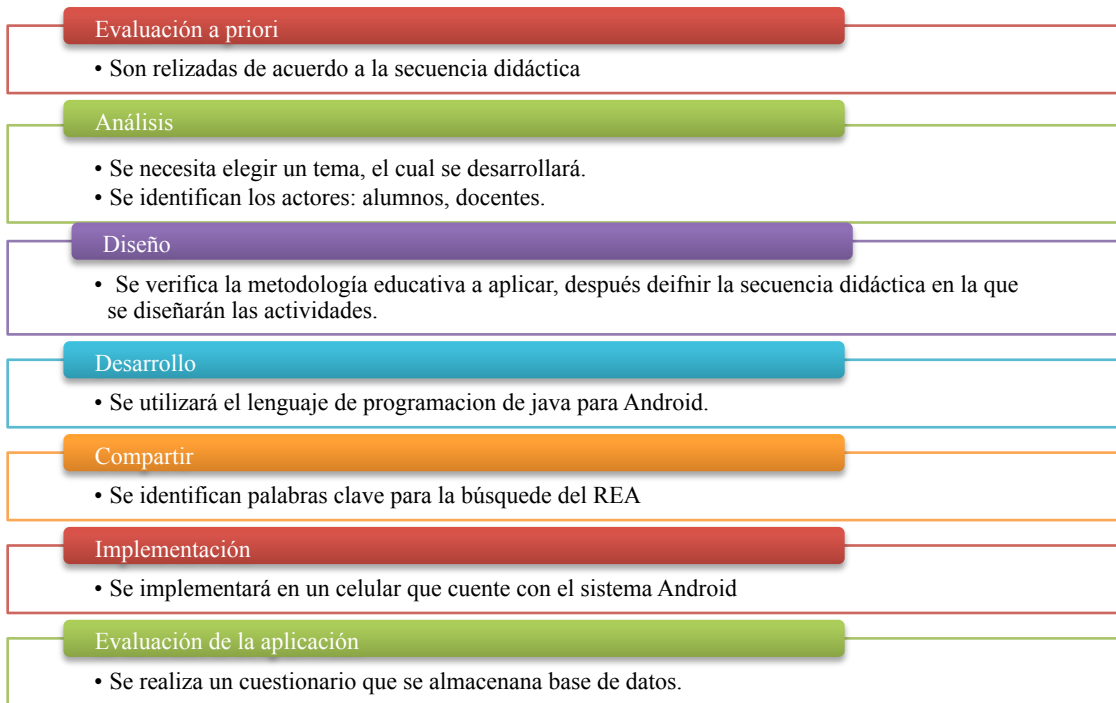 Evaluación a priori
• Son relizadas de acuerdo a la secuencia didáctica
Análisis
• Se necesita elegir un tema, el cual se desarrollará.
• Se identifican los actores: alumnos, docentes.
Diseño
• Se verifica la metodología educativa a aplicar, después deifnir la secuencia didáctica en la que
se diseñarán las actividades.
Desarrollo
• Se utilizará el lenguaje de programacion de java para Android.
Compartir
• Se identifican palabras clave para la búsquede del REA
Implementación
• Se implementará en un celular que cuente con el sistema Android
Evaluación de la aplicación
• Se realiza un cuestionario que se almacenana base de datos.